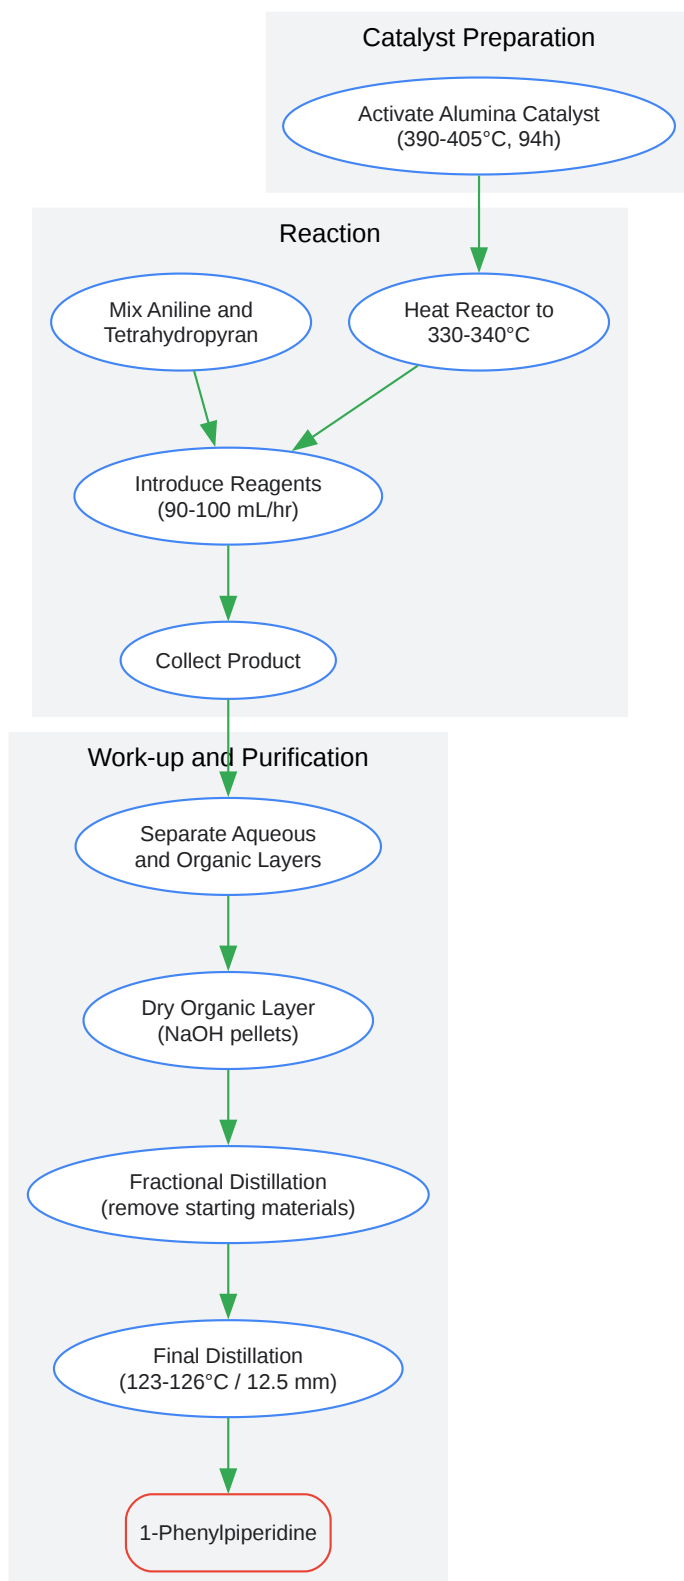 Catalyst Preparation
Activate Alumina Catalyst
(390-405°C, 94h)
Reaction
Mix Aniline and
Tetrahydropyran
Heat Reactor to
330-340°C
Introduce Reagents
(90-100 mL/hr)
Collect Product
Work-up and Purification
Separate Aqueous
and Organic Layers
Dry Organic Layer
(NaOH pellets)
Fractional Distillation
(remove starting materials)
Final Distillation
(123-126°C / 12.5 mm)
1-Phenylpiperidine